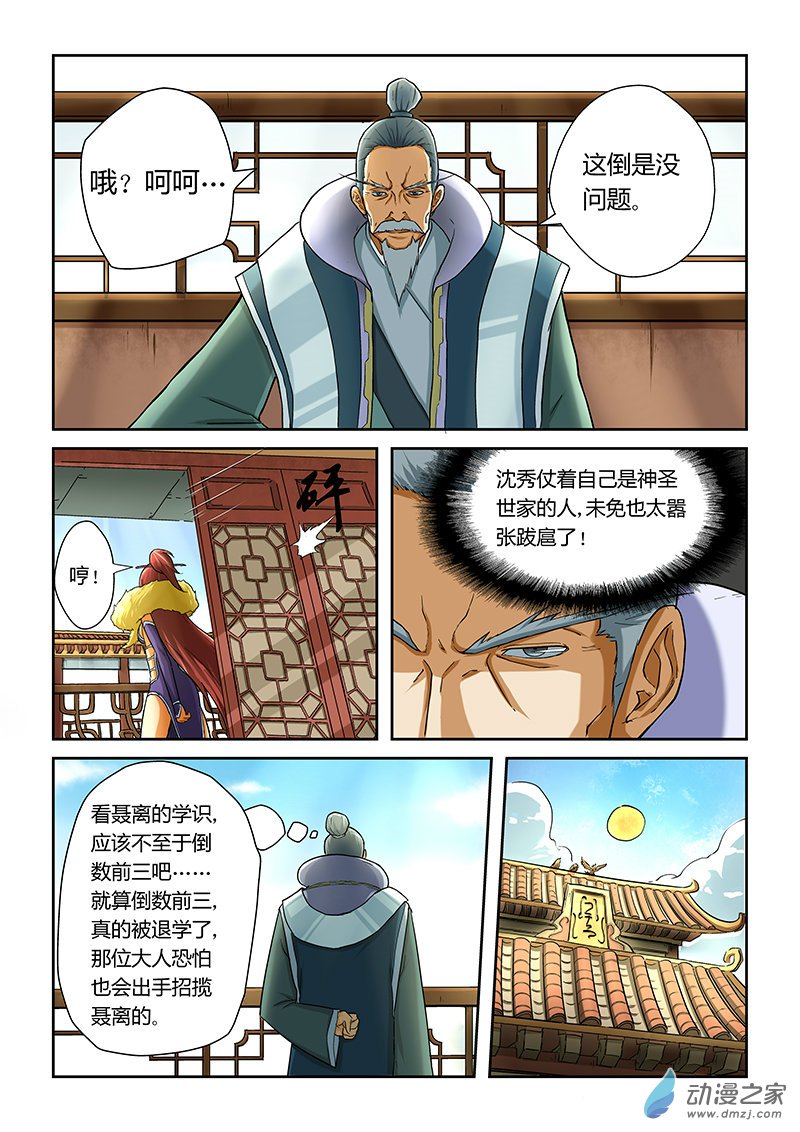 哦？呵呵…
这倒是没
问题。
哼！
砰
沈秀仗着自己是神圣
世家的人，未免也太嚣
张跋扈了！
看聂离的学识，
应该不至于倒
数前三吧……
就算倒数前三，
真的被退学了，
那位大人恐怕
也会出手招揽
聂离的。
动漫之家
www.dmzj.com